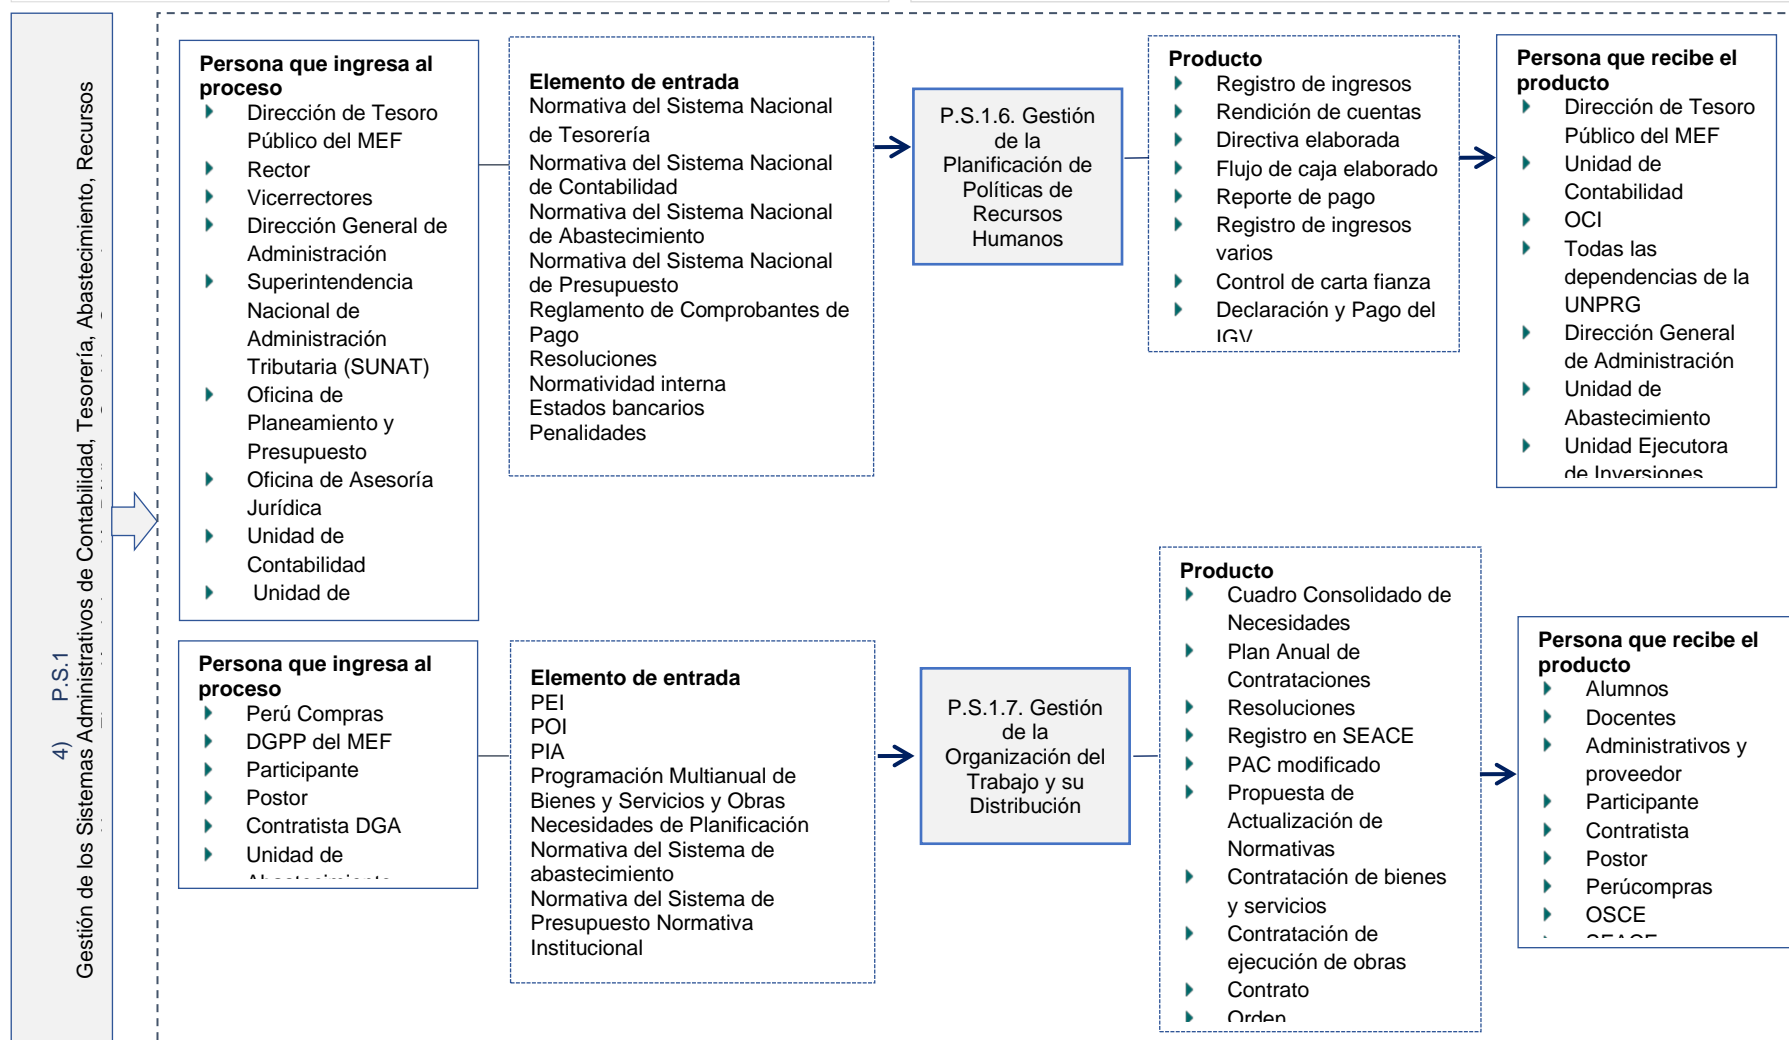 4) P.S.1
Gestión de los Sistemas Administrativos de Contabilidad, Tesorería, Abastecimiento, Recursos
Persona que ingresa al
proceso
Dirección de Tesoro
Público del MEF
Rector
Vicerrectores
Dirección General de
Administración
Superintendencia
Nacional de
Administración
Tributaria (SUNAT)
Oficina de
Planeamiento y
Presupuesto
Oficina de Asesoría
Jurídica
Unidad de
Contabilidad
Unidad de
Elemento de entrada
Normativa del Sistema Nacional
de Tesorería
Normativa del Sistema Nacional
de Contabilidad
Normativa del Sistema Nacional
de Abastecimiento
Normativa del Sistema Nacional
de Presupuesto
Reglamento de Comprobantes de
Pago
Resoluciones
Normatividad interna
Estados bancarios
Penalidades
P.S.1.6. Gestión
de la
Planificación de
Políticas de
Recursos
Humanos
Producto
Registro de ingresos
Rendición de cuentas
Directiva elaborada
Flujo de caja elaborado
Reporte de pago
Registro de ingresos
varios
Control de carta fianza
Declaración y Pago del
IGV
Persona que recibe el
producto
Dirección de Tesoro
Público del MEF
Unidad de
Contabilidad
OCI
Todas las
dependencias de la
UNPRG
Dirección General
de Administración
Unidad de
Abastecimiento
Unidad Ejecutora
de Inversiones
Persona que ingresa al
proceso
Perú Compras
DGPP del MEF
Participante
Postor
Contratista DGA
Unidad de
Elemento de entrada
PEI
POI
PIA
Programación Multianual de
Bienes y Servicios y Obras
Necesidades de Planificación
Normativa del Sistema de
abastecimiento
Normativa del Sistema de
Presupuesto Normativa
Institucional
P.S.1.7. Gestión
de la
Organización del
Trabajo y su
Distribución
Producto
Cuadro Consolidado de
Necesidades
Plan Anual de
Contrataciones
Resoluciones
Registro en SEACE
PAC modificado
Propuesta de
Actualización de
Normativas
Contratación de bienes
y servicios
Contratación de
ejecución de obras
Contrato
Orden
Persona que recibe el
producto
Alumnos
Docentes
Administrativos y
proveedor
Participante
Contratista
Postor
Perúcompras
OSCE